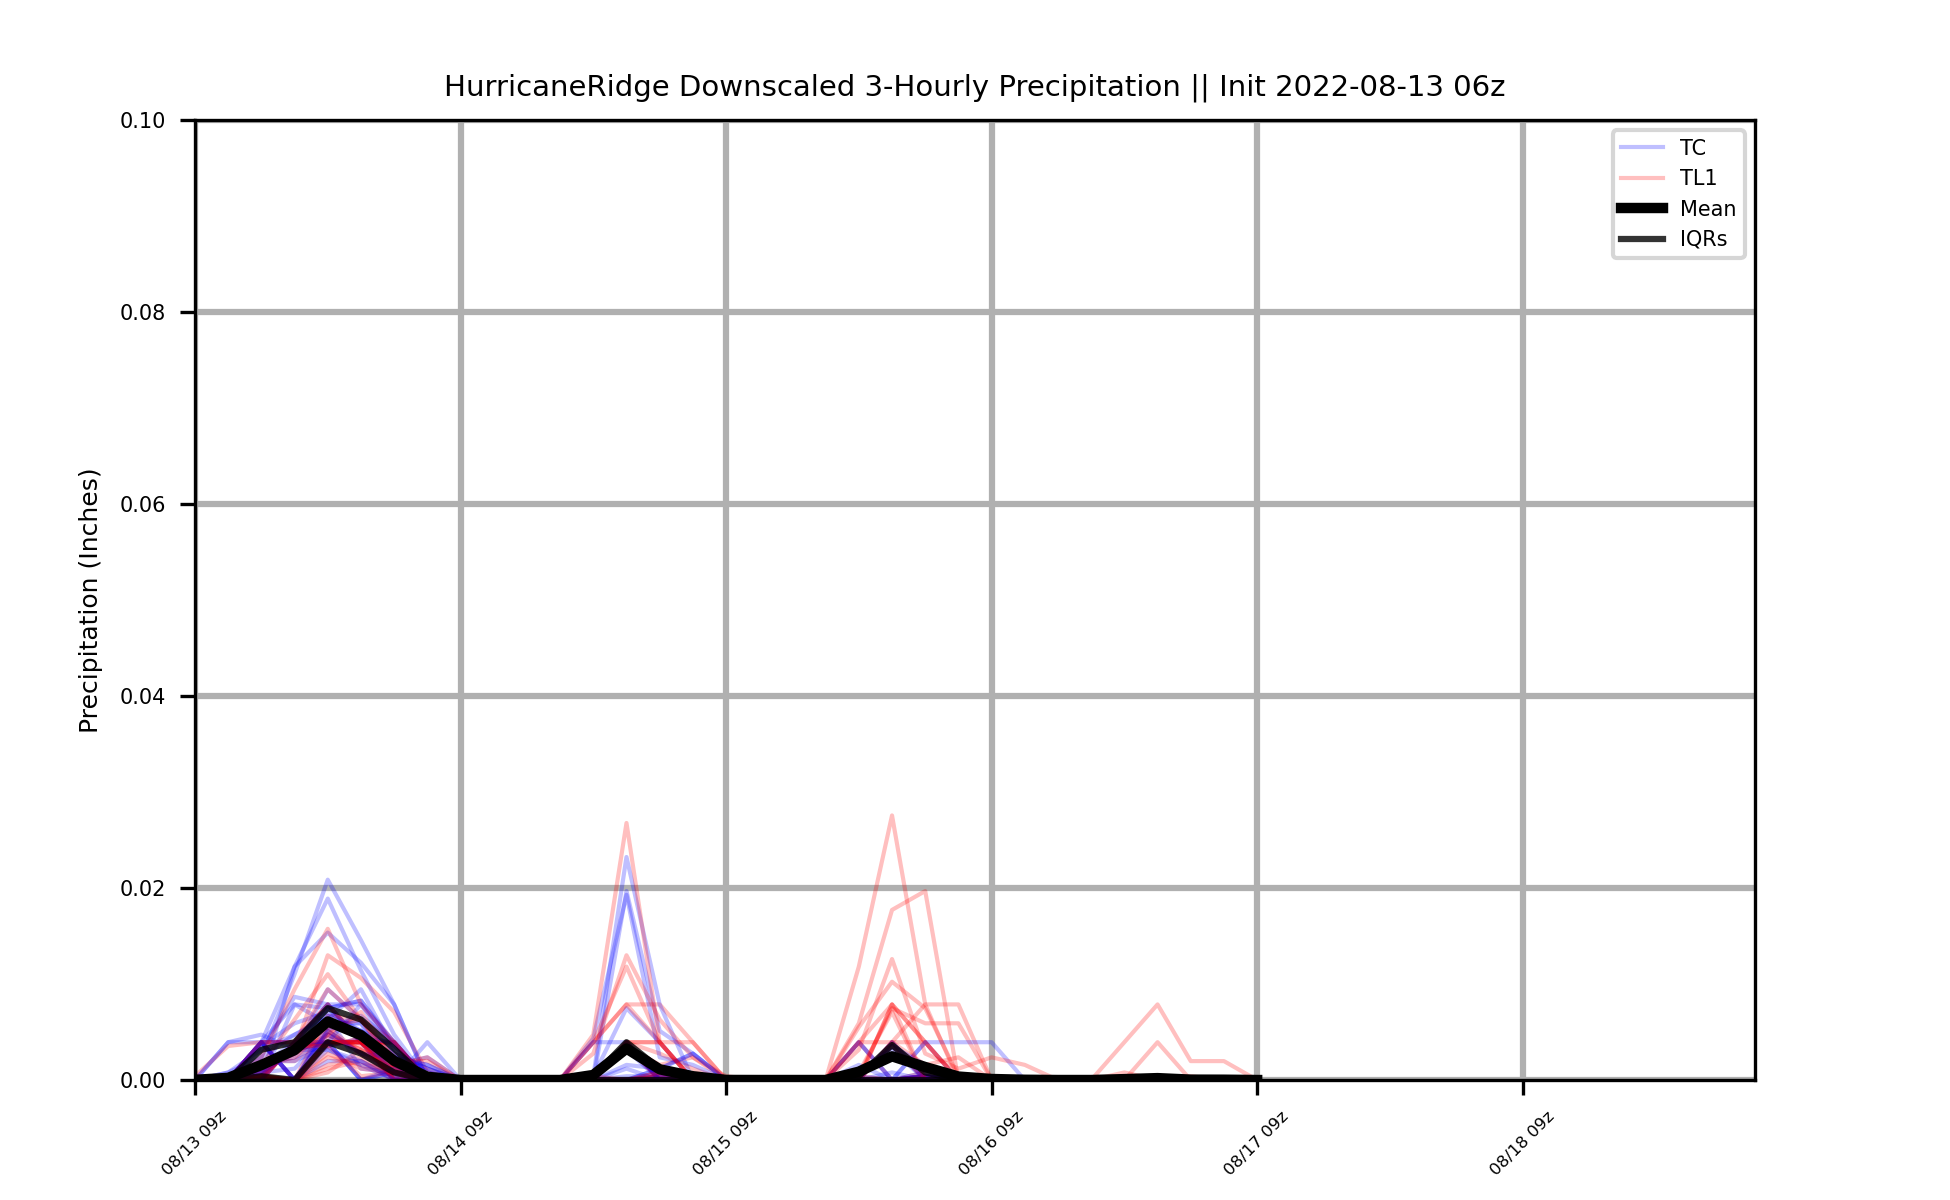 HurricaneRidge Downscaled 3-Hourly Precipitation || Init 2022-08-13 06z
TC
TL1
Mean
IQRs
Precipitation (Inches)
0.10
0.08
0.06
0.04
0.02
0.00
08/13 09z
08/14 09z
08/15 09z
08/16 09z
08/17 09z
08/18 09z